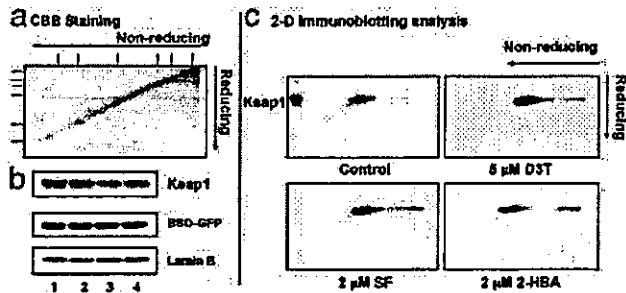 a CBB Staining
Non-reducing
Reducing
b
Keap1
BSO-GFP
Lamin B
1 2 3 4
c 2-D Immunoblotting analysis
Non-reducing
Keap1
Reducing
Control
5 μM D3T
2 μM SF
2 μM 2-HBA